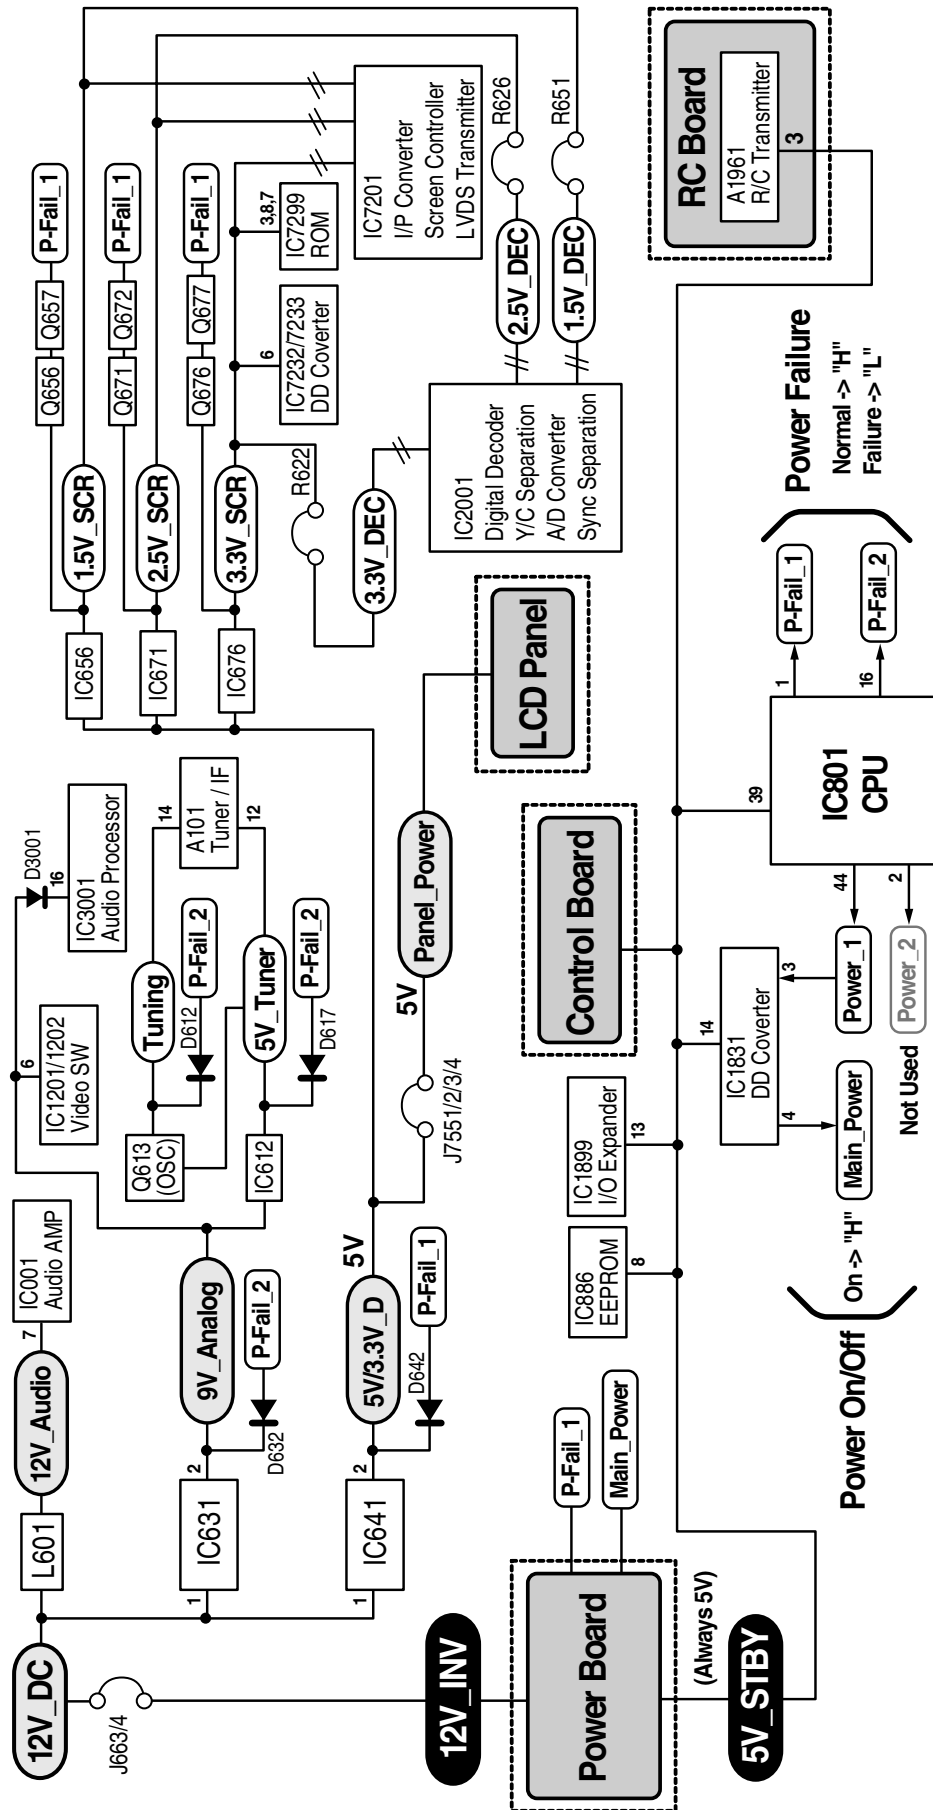 12V_DC
J663/4
L601
12V_Audio
7
IC001
Audio AMP
1
IC631
2
9V_Analog
D632
P-Fail_2
1
IC641
2
5V/3.3V_D
5V
D642
P-Fail_1
6
IC1201/1202
Video SW
D3001
16
IC3001
Audio Processor
Q613
(OSC)
Tuning
D612
P-Fail_2
14
A101
Tuner / IF
12
IC612
5V_Tuner
D617
P-Fail_2
J7551/2/3/4
5V
Panel_Power
LCD Panel
IC656
1.5V_SCR
Q656
Q657
P-Fail_1
IC671
2.5V_SCR
Q671
Q672
P-Fail_1
IC676
3.3V_SCR
Q676
Q677
P-Fail_1
R622
3.3V_DEC
6
IC7232/7233
DD Coverter
3,8,7
IC7299
ROM
IC7201
I/P Converter
Screen Controller
LVDS Transmitter
IC2001
Digital Decoder
Y/C Separation
A/D Converter
Sync Separation
2.5V_DEC
R626
1.5V_DEC
R651
12V_INV
Power Board
P-Fail_1
Main_Power
(Always 5V)
5V_STBY
IC886
EEPROM
8
IC1899
I/O Expander
13
Control Board
RC Board
A1961
R/C Transmitter
3
14
IC1831
DD Coverter
4
3
Main_Power
Power_1
Power_2
Not Used
44
2
39
IC801
CPU
1
16
P-Fail_1
P-Fail_2
Power On/Off
On -> "H"
Power Failure
Normal -> "H"
Failure -> "L"